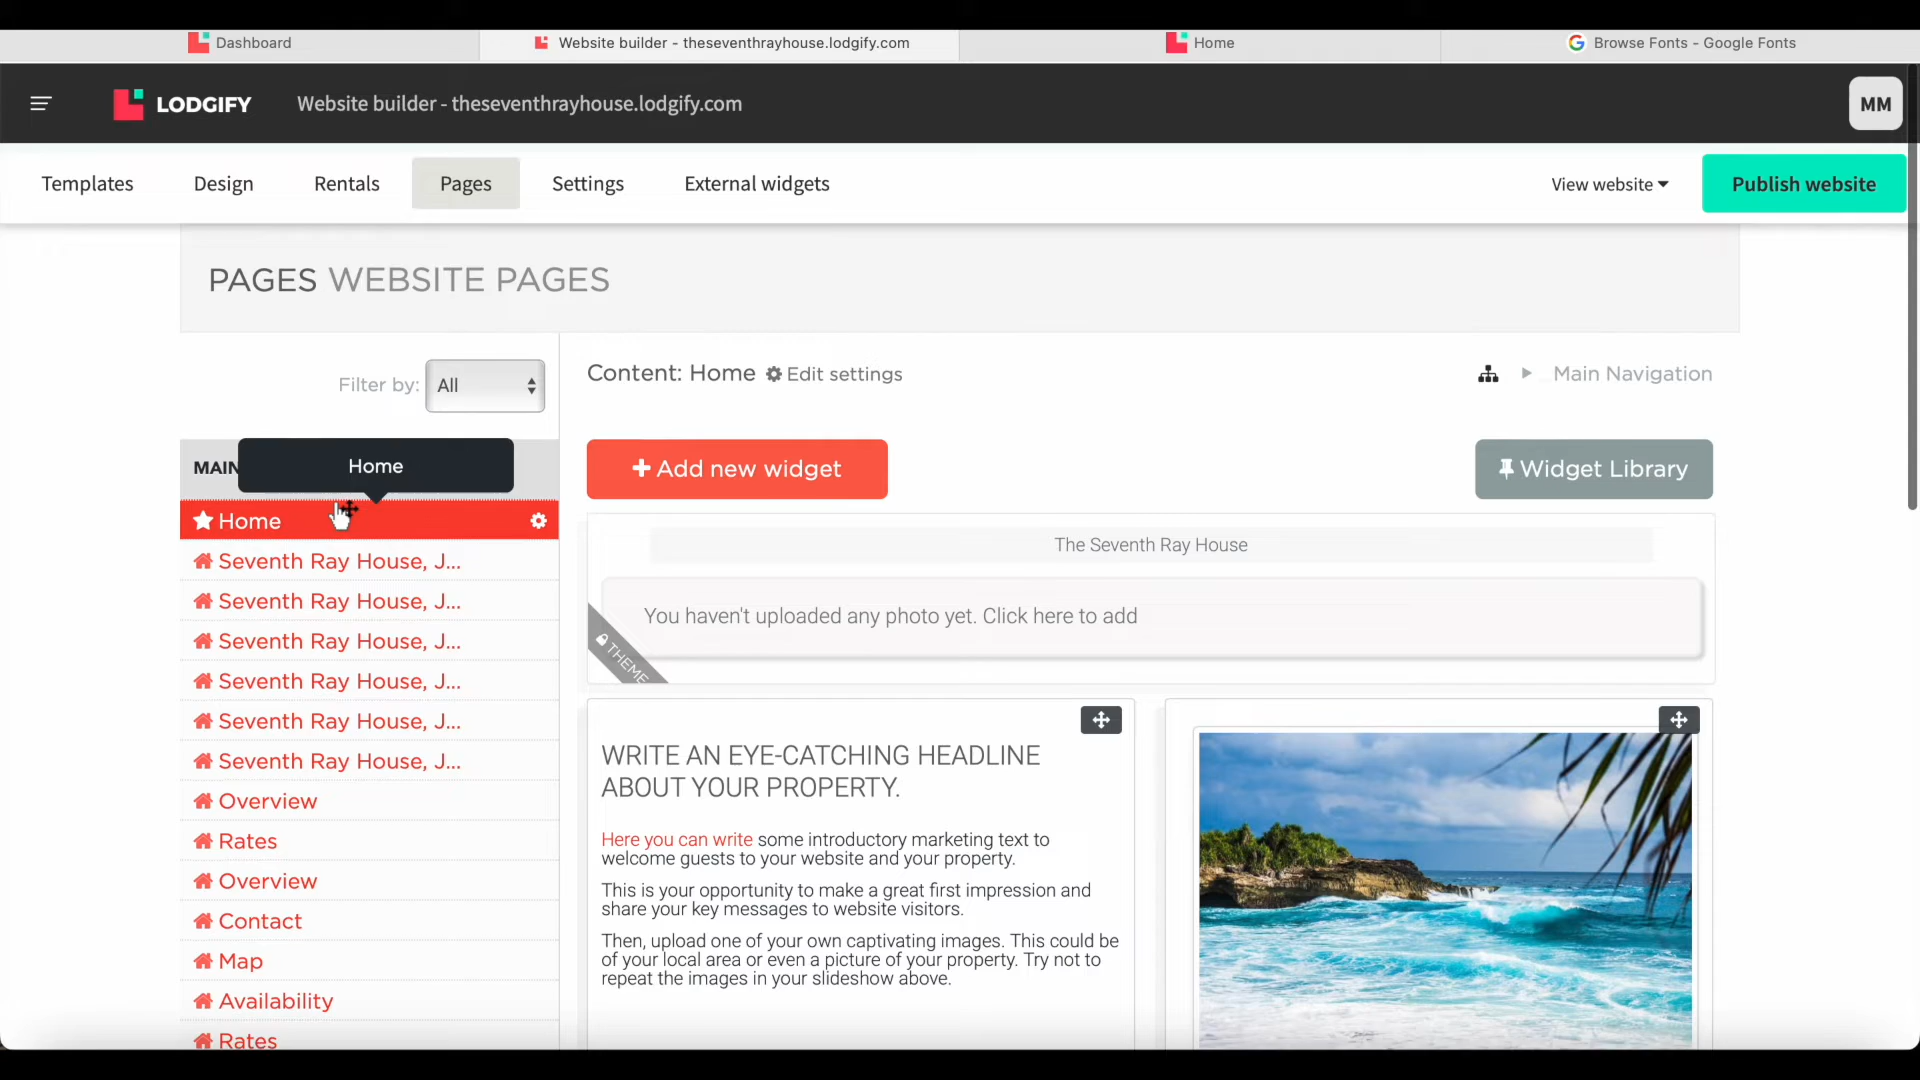 Dashboard
Website builder - theseventhrayhouse.lodgify.com
Home
Browse Fonts - Google Fonts
LODGIFY
Website builder - theseventhrayhouse.lodgify.com
MM
Templates
Design
Rentals
Pages
Settings
External widgets
View website
Publish website
PAGES WEBSITE PAGES
Filter by: All
Content: Home Edit settings
Main Navigation
MAIN
Home
Add new widget
Widget Library
Home
Seventh Ray House, J...
Seventh Ray House, J...
Seventh Ray House, J...
Seventh Ray House, J...
Seventh Ray House, J...
Seventh Ray House, J...
Overview
Rates
Overview
Contact
Map
Availability
Rates
The Seventh Ray House
You haven't uploaded any photo yet. Click here to add
THEME
WRITE AN EYE-CATCHING HEADLINE
ABOUT YOUR PROPERTY.
Here you can write some introductory marketing text to
welcome guests to your website and your property.
This is your opportunity to make a great first impression and
share your key messages to website visitors.
Then, upload one of your own captivating images. This could be
of your local area or even a picture of your property. Try not to
repeat the images in your slideshow above.